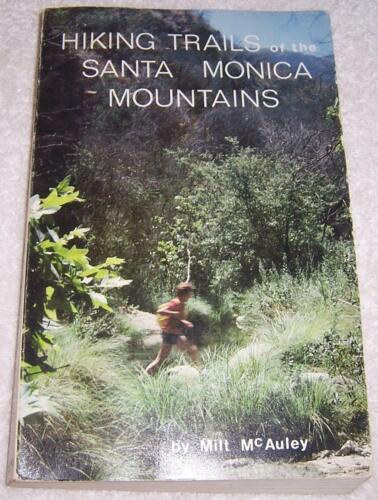 HIKING TRAILS of the
SANTA MONICA
MOUNTAINS
by Milt McAuley